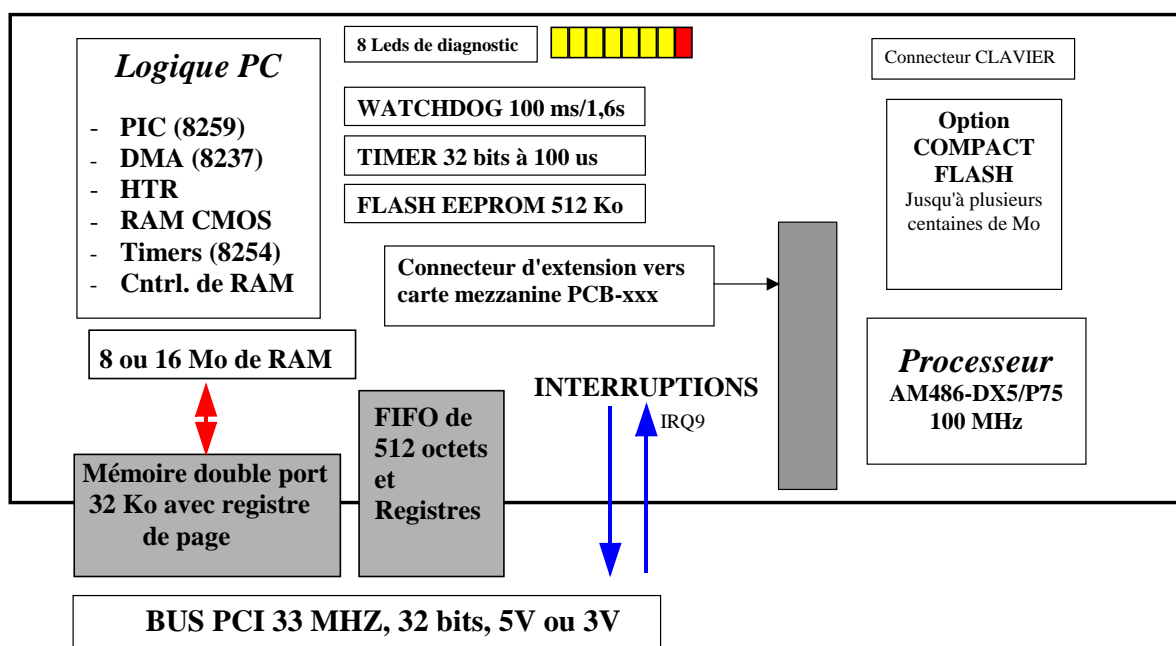 Logique PC
- PIC (8259)
- DMA (8237)
- HTR
- RAM CMOS
- Timers (8254)
- Cntrl. de RAM
8 Leds de diagnostic
WATCHDOG 100 ms/1,6s
TIMER 32 bits à 100 us
FLASH EEPROM 512 Ko
Connecteur CLAVIER
Option
COMPACT
FLASH
Jusqu'à plusieurs
centaines de Mo
Connecteur d'extension vers
carte mezzanine PCB-xxx
8 ou 16 Mo de RAM
Processeur
AM486-DX5/P75
100 MHz
INTERRUPTIONS
IRQ9
FIFO de
512 octets
et
Registres
Mémoire double port
32 Ko avec registre
de page
BUS PCI 33 MHZ, 32 bits, 5V ou 3V